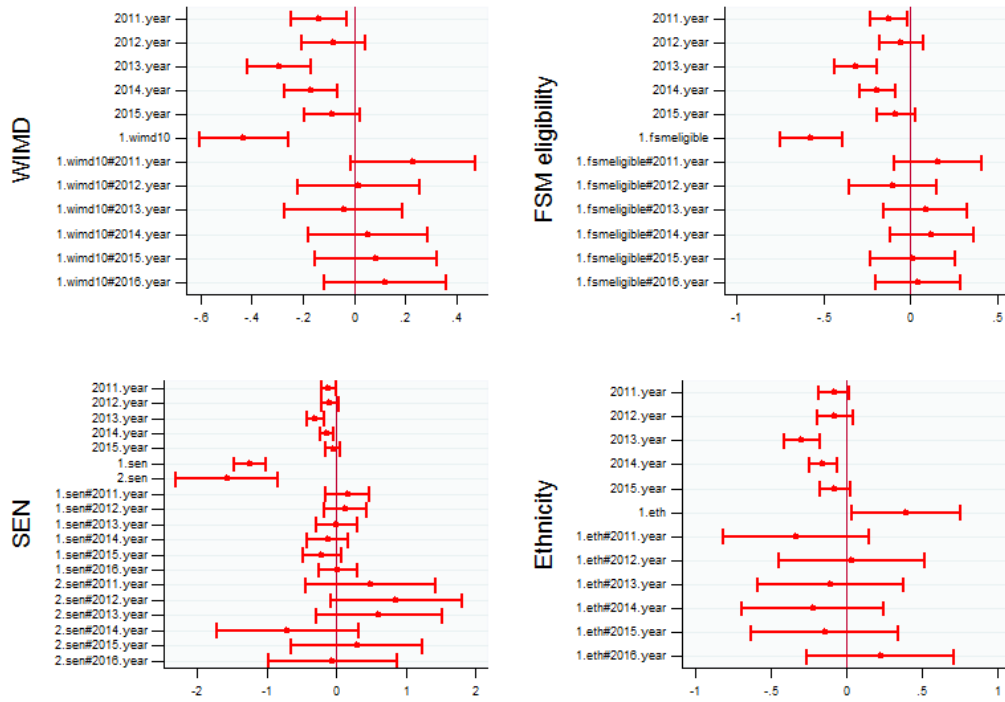 WIMD
2011.year
2012.year
2013.year
2014.year
2015.year
1.wimd10
1.wimd10#2011.year
1.wimd10#2012.year
1.wimd10#2013.year
1.wimd10#2014.year
1.wimd10#2015.year
1.wimd10#2016.year
-.6 -.4 -.2 0 .2 .4
FSM eligibility
2011.year
2012.year
2013.year
2014.year
2015.year
1.fsmeligible
1.fsmeligible#2011.year
1.fsmeligible#2012.year
1.fsmeligible#2013.year
1.fsmeligible#2014.year
1.fsmeligible#2015.year
1.fsmeligible#2016.year
-1 -.5 0 .5
SEN
2011.year
2012.year
2013.year
2014.year
2015.year
1.sen
2.sen
1.sen#2011.year
1.sen#2012.year
1.sen#2013.year
1.sen#2014.year
1.sen#2015.year
1.sen#2016.year
2.sen#2011.year
2.sen#2012.year
2.sen#2013.year
2.sen#2014.year
2.sen#2015.year
2.sen#2016.year
-2 -1 0 1 2
Ethnicity
2011.year
2012.year
2013.year
2014.year
2015.year
1.eth
1.eth#2011.year
1.eth#2012.year
1.eth#2013.year
1.eth#2014.year
1.eth#2015.year
1.eth#2016.year
-1 -.5 0 .5 1